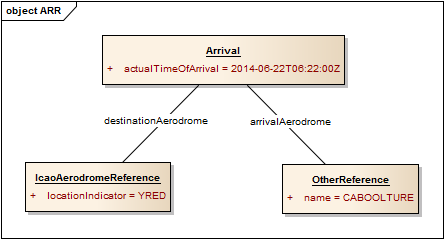 object ARR
Arrival
+ actualTimeOfArrival = 2014-06-22T06:22:00Z
destinationAerodrome
arrivalAerodrome
IcaoAerodromeReference
+ locationIndicator = YRED
OtherReference
+ name = CABOOLTURE